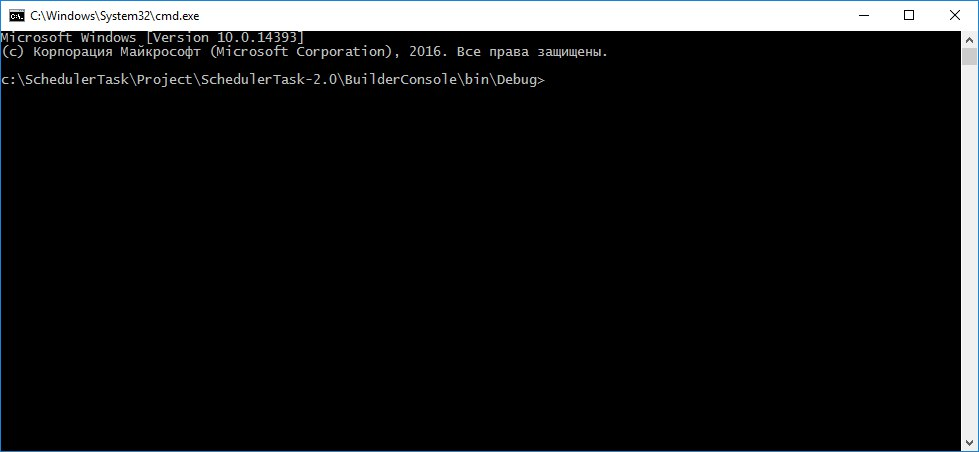 C:\Windows\System32\cmd.exe
Microsoft Windows [Version 10.0.14393]
(c) Корпорация Майкрософт (Microsoft Corporation), 2016. Все права защищены.
c:\SchedulerTask\Project\SchedulerTask-2.0\BuilderConsole\bin\Debug>